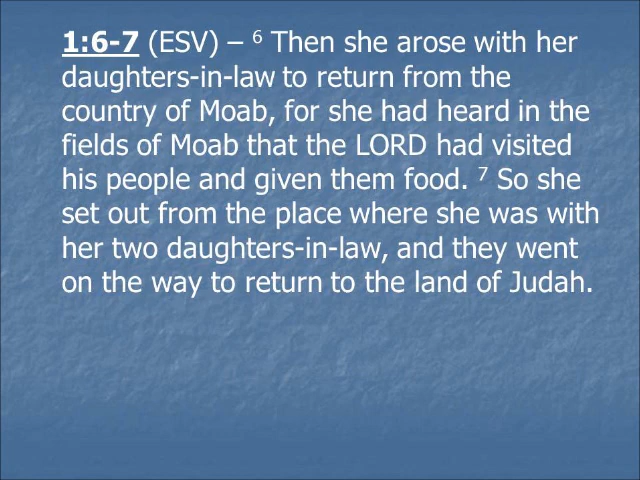 1:6-7 (ESV) – 6 Then she arose with her
daughters-in-law to return from the
country of Moab, for she had heard in the
fields of Moab that the LORD had visited
his people and given them food. 7 So she
set out from the place where she was with
her two daughters-in-law, and they went
on the way to return to the land of Judah.